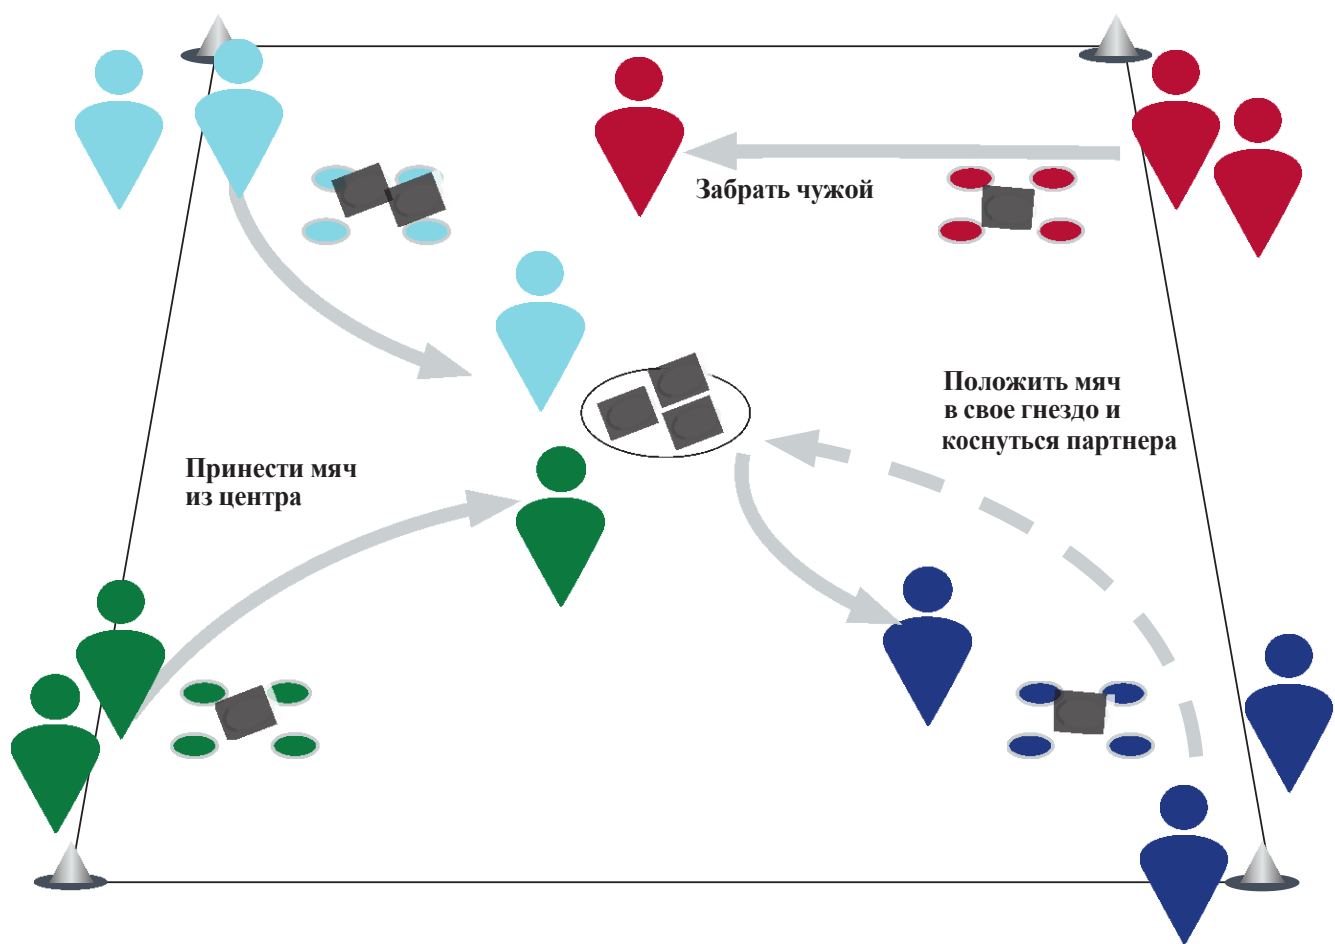 Забрать чужой
Положить мяч
в свое гнездо и
коснуться партнера
Принести мяч
из центра